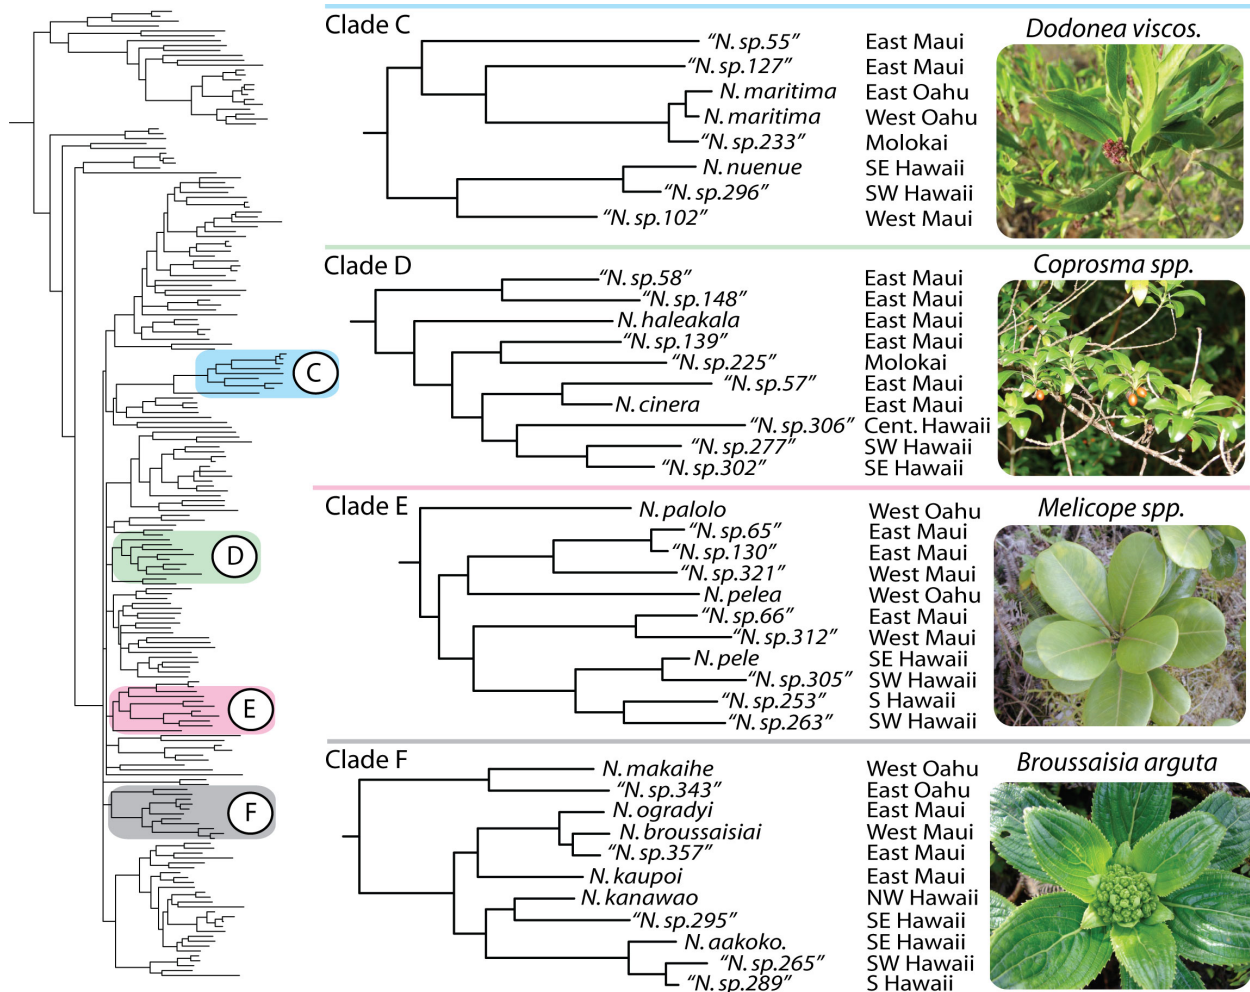 Clade C
Dodonea viscos.
"N. sp.55" East Maui
"N. sp.127" East Maui
N. maritima East Oahu
N. maritima West Oahu
"N. sp.233" Molokai
N. nuenue SE Hawaii
"N. sp.296" SW Hawaii
"N. sp.102" West Maui
Clade D
Coprosma spp.
"N. sp.58" East Maui
"N. sp.148" East Maui
N. haleakala East Maui
"N. sp.139" East Maui
"N. sp.225" Molokai
"N. sp.57" East Maui
N. cinera East Maui
"N. sp.306" Cent. Hawaii
"N. sp.277" SW Hawaii
"N. sp.302" SE Hawaii
Clade E
Melicope spp.
N. palolo West Oahu
"N. sp.65" East Maui
"N. sp.130" East Maui
"N. sp.321" West Maui
N. pelea West Oahu
"N. sp.66" East Maui
"N. sp.312" West Maui
N. pele SE Hawaii
"N. sp.305" SW Hawaii
"N. sp.253" S Hawaii
"N. sp.263" SW Hawaii
Clade F
Broussaisia arguta
N. makaihe West Oahu
"N. sp.343" East Oahu
N. ogradyi East Maui
N. broussaisiai West Maui
"N. sp.357" East Maui
N. kaupoi East Maui
N. kanawao NW Hawaii
"N. sp.295" SE Hawaii
N. aakoko. SE Hawaii
"N. sp.265" SW Hawaii
"N. sp.289" S Hawaii
C
D
E
F